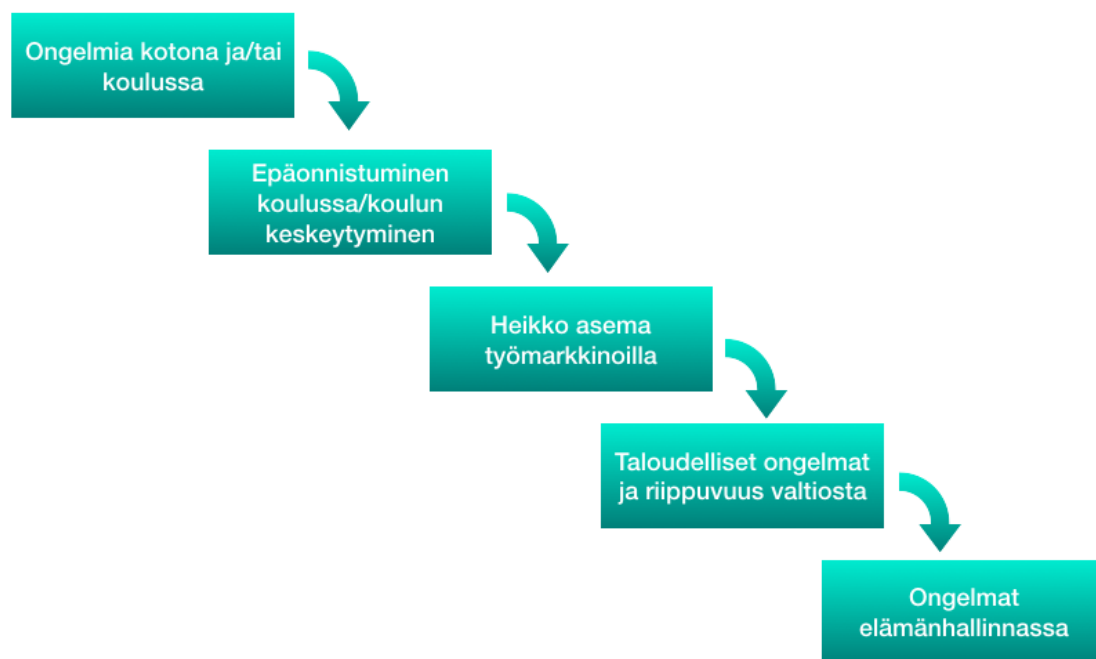 Ongelmia kotona ja/tai
koulussa
Epäonnistuminen
koulussa/koulun
keskeytyminen
Heikko asema
työmarkkinoilla
Taloudelliset ongelmat
ja riippuvuus valtiosta
Ongelmat
elämänhallinnassa